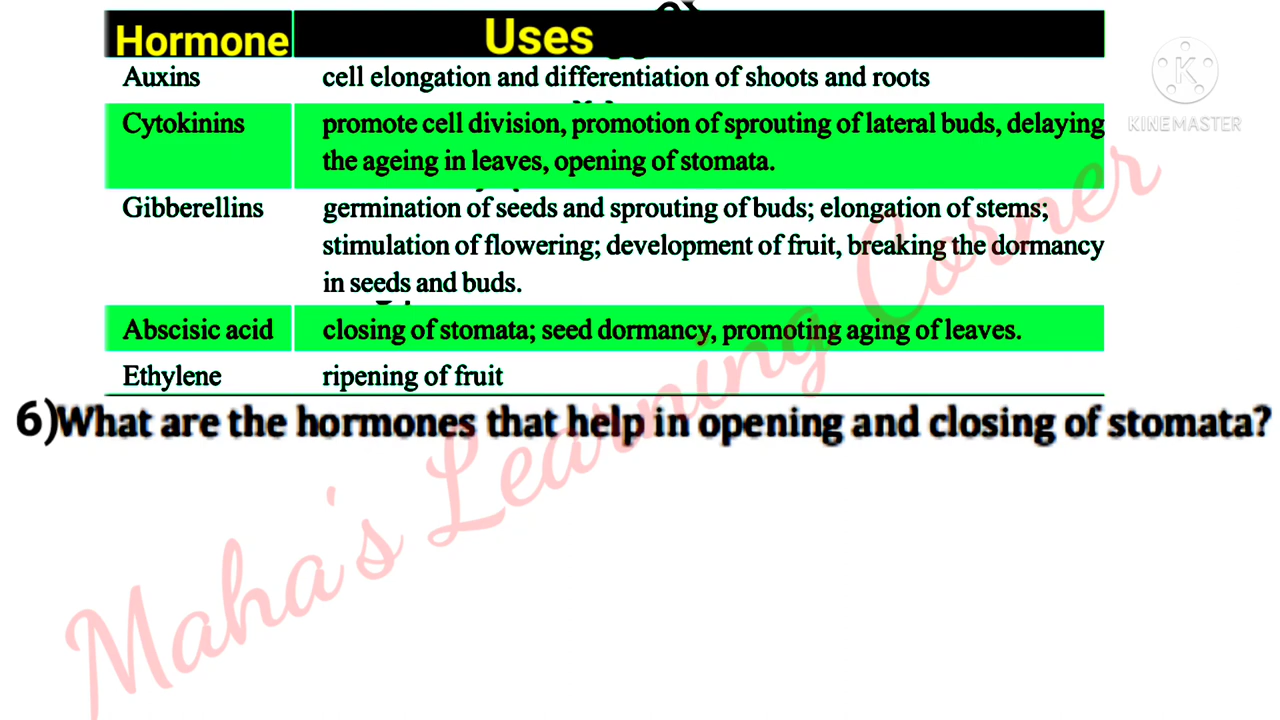 Hormone Uses
Auxins cell elongation and differentiation of shoots and roots
Cytokinins promote cell division, promotion of sprouting of lateral buds, delaying
the ageing in leaves, opening of stomata.
Gibberellins germination of seeds and sprouting of buds; elongation of stems;
stimulation of flowering; development of fruit, breaking the dormancy
in seeds and buds.
Abscisic acid closing of stomata; seed dormancy, promoting aging of leaves.
Ethylene ripening of fruit
6)What are the hormones that help in opening and closing of stomata?
Maha's Learning Corner
K
KINEMASTER